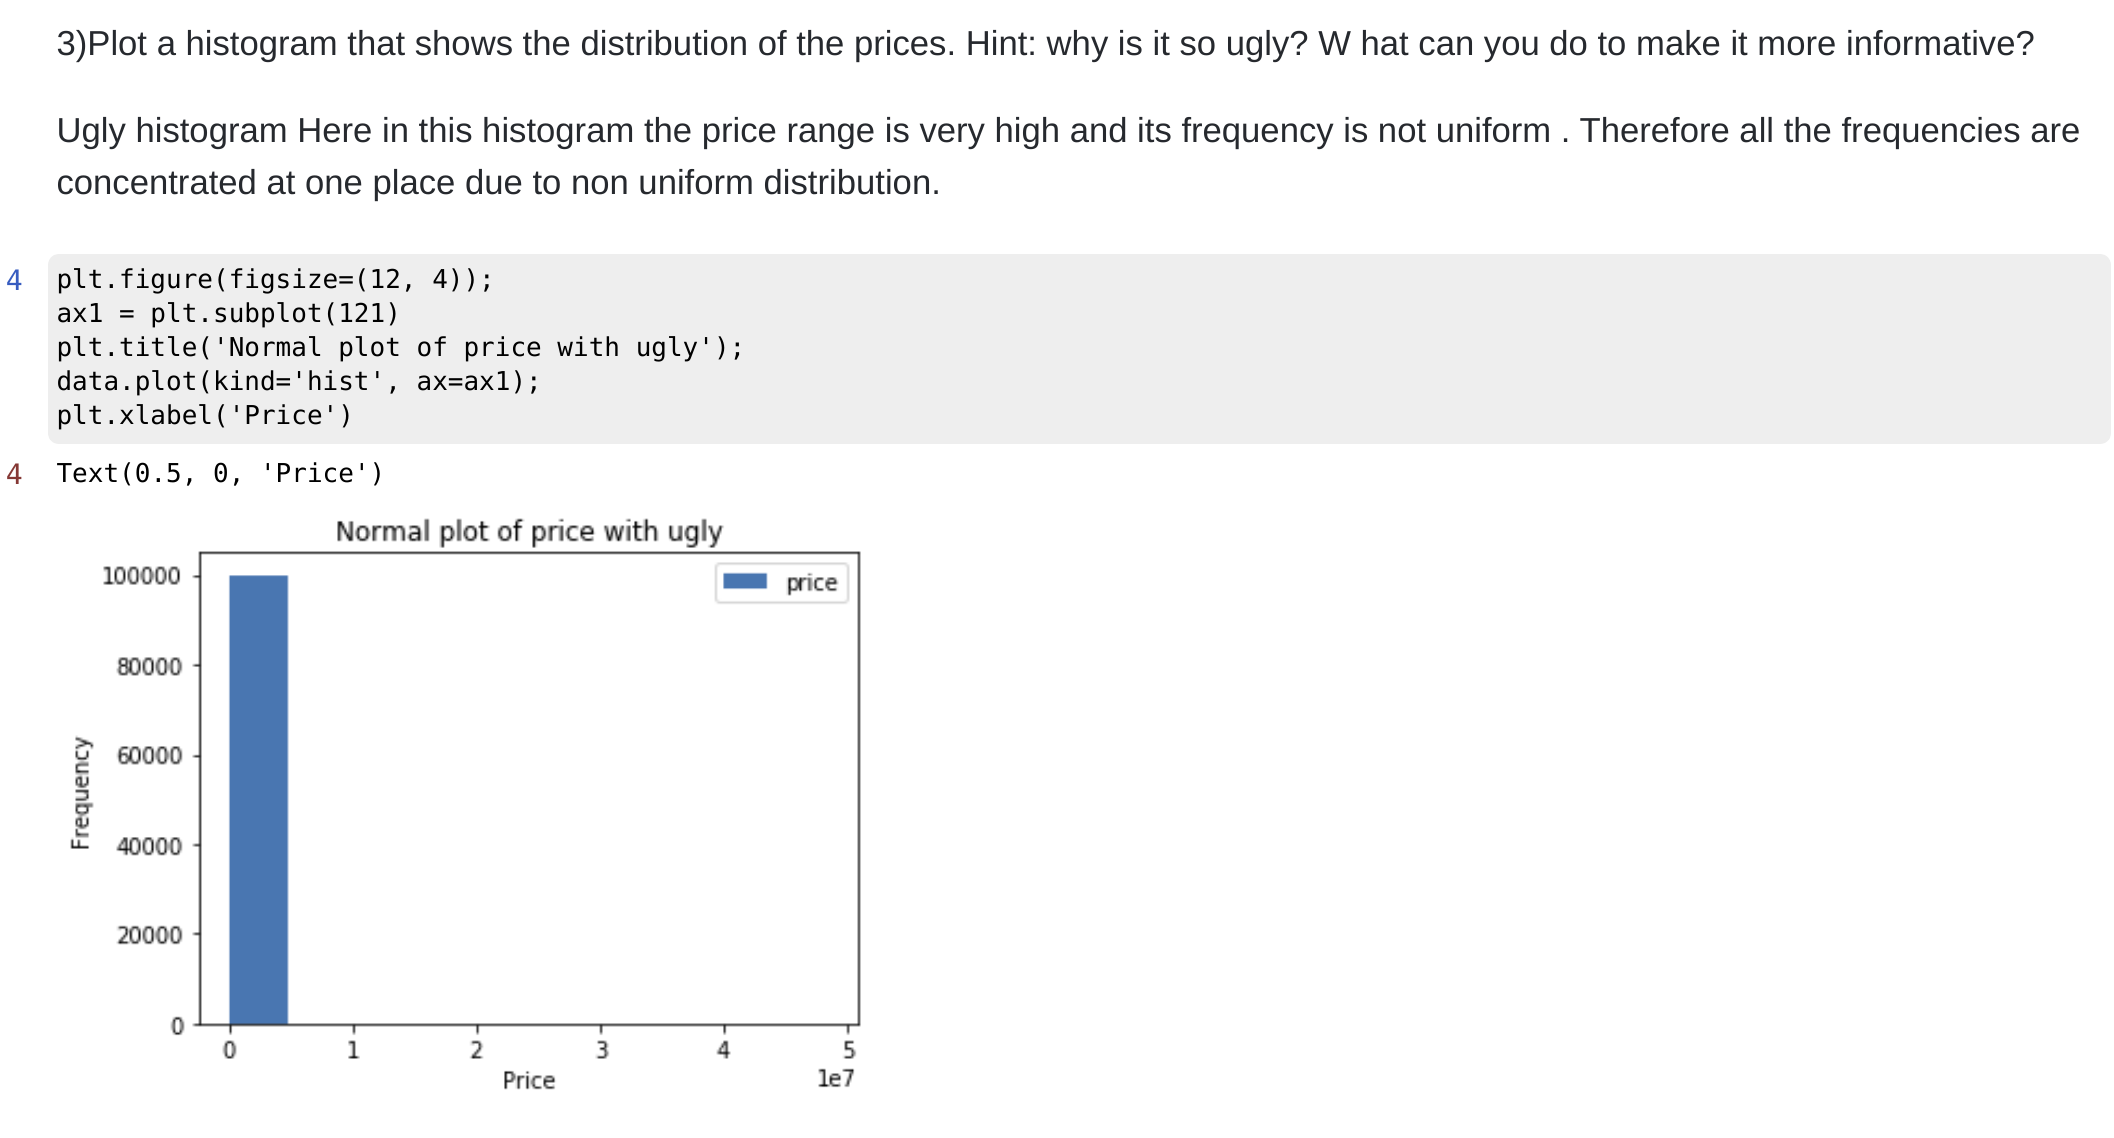 3)Plot a histogram that shows the distribution of the prices. Hint: why is it so ugly? W hat can you do to make it more informative?
Ugly histogram Here in this histogram the price range is very high and its frequency is not uniform . Therefore all the frequencies are
concentrated at one place due to non uniform distribution.
4 plt.figure(figsize=(12, 4));
ax1 = plt.subplot(121)
plt.title('Normal plot of price with ugly');
data.plot(kind='hist', ax=ax1);
plt.xlabel('Price')
4 Text(0.5, 0, 'Price')
Normal plot of price with ugly
price
100000
80000
60000
40000
20000
0
Frequency
0 1 2 3 4 5
1e7
Price